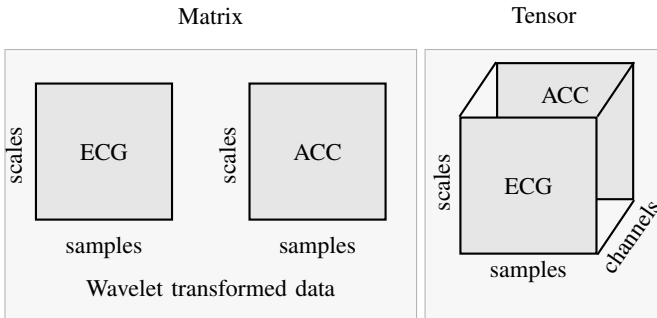 Matrix
scales
ECG
samples
scales
ACC
samples
Wavelet transformed data
Tensor
ACC
scales
ECG
samples
channels